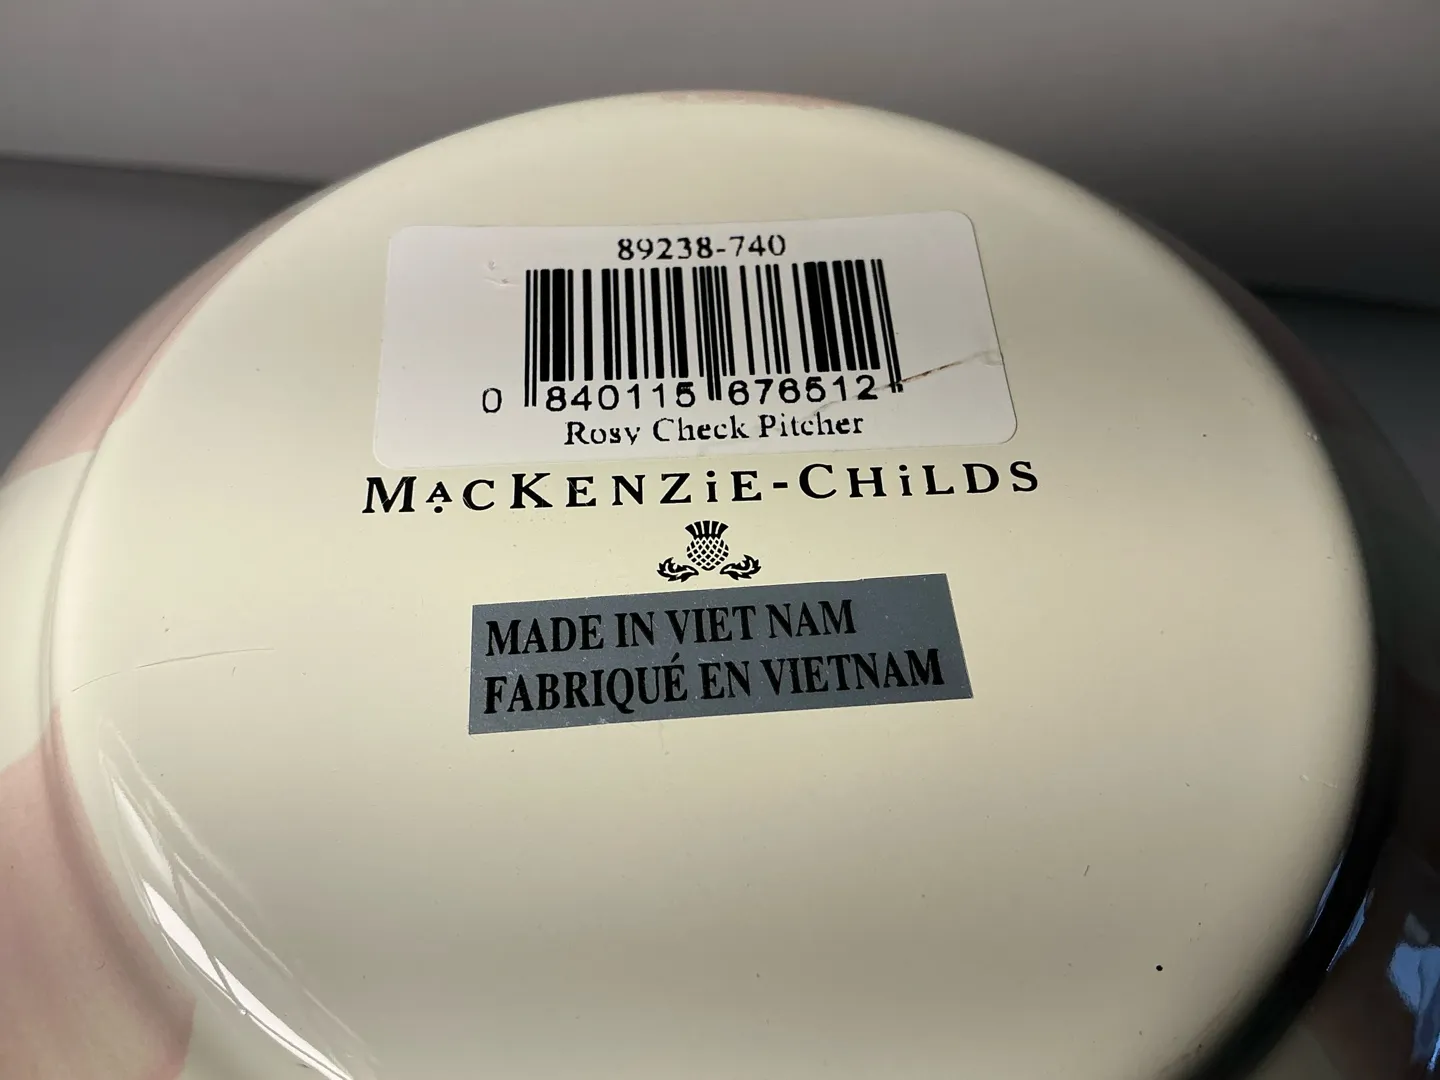 89238-740
0 840115 676512
Rosy Check Pitcher
MACKENZiE-CHiLDS
MADE IN VIET NAM
FABRIQUÉ EN VIETNAM